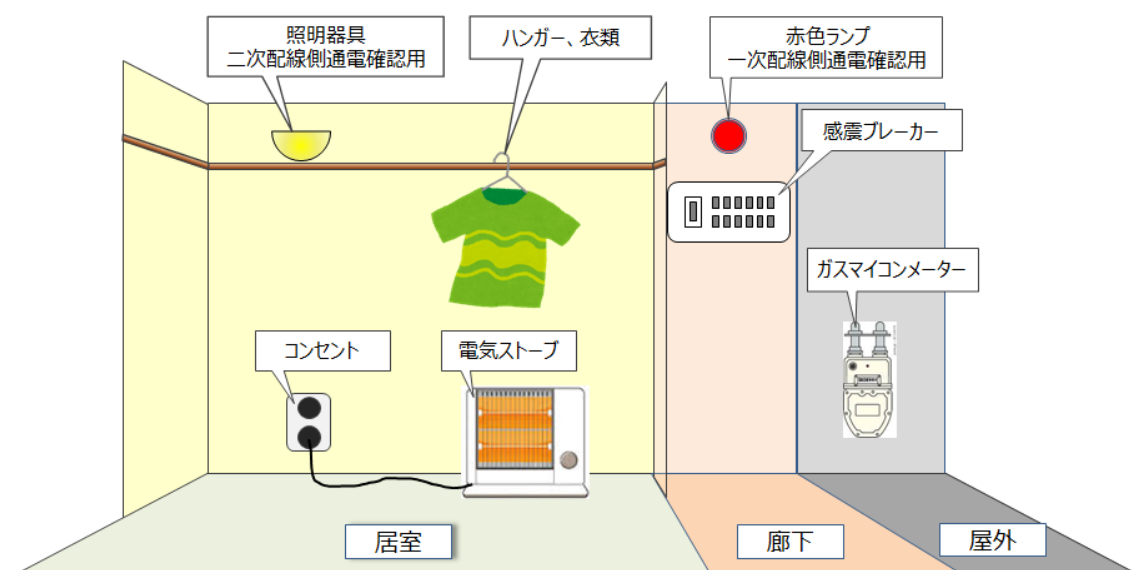 照明器具
二次配線側通電確認用
ハンガー、衣類
赤色ランプ
一次配線側通電確認用
感震ブレーカー
ガスマイコンメーター
コンセント
電気ストーブ
居室
廊下
屋外